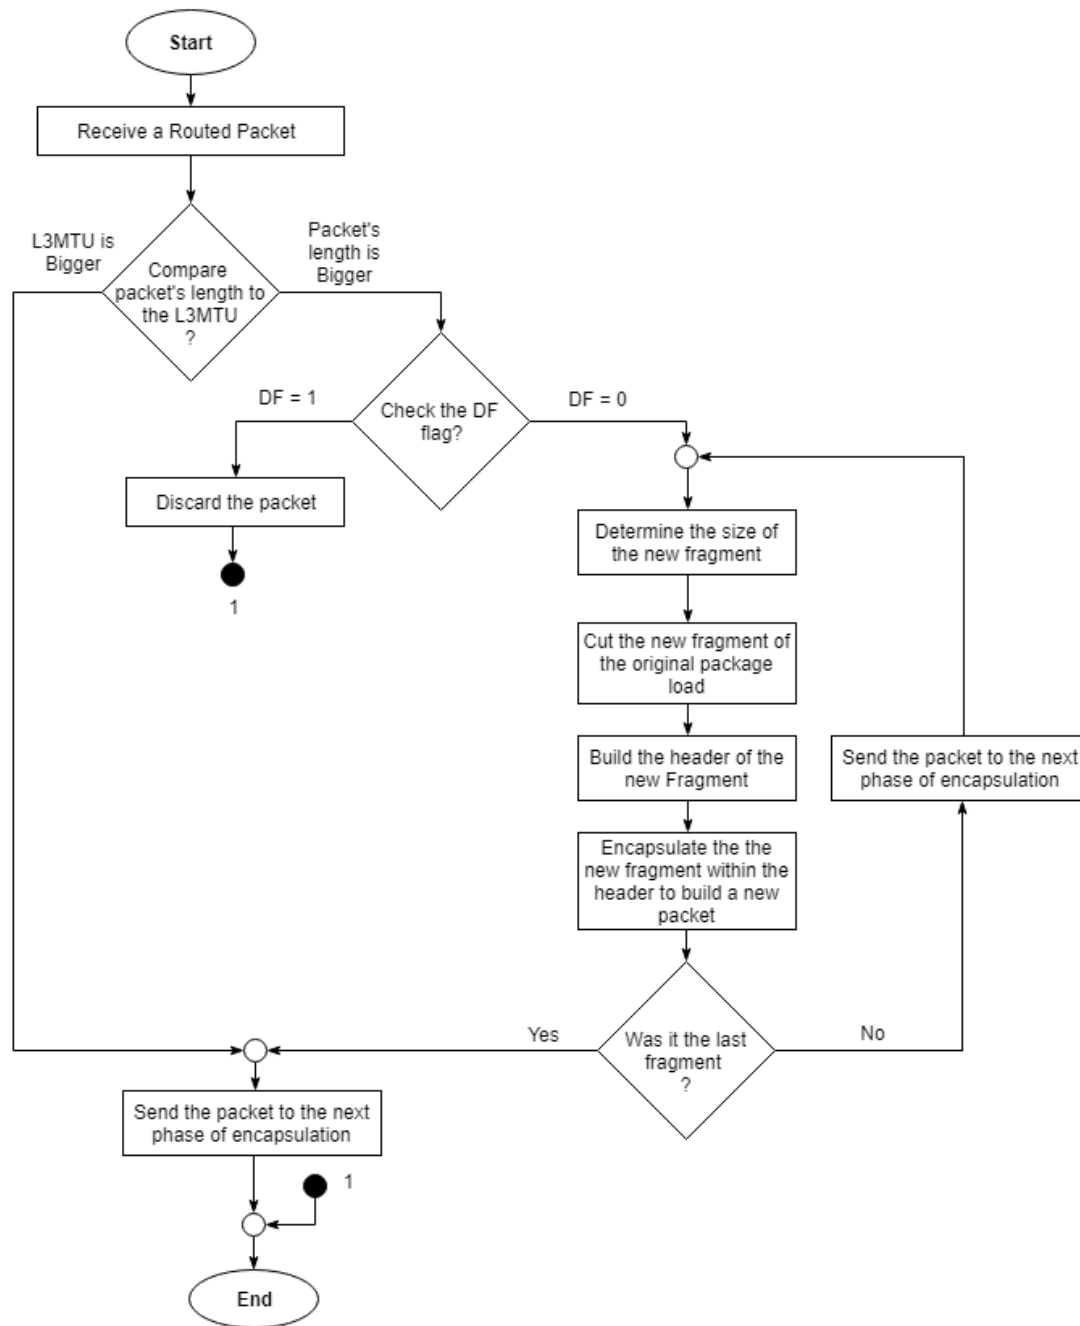 Start
Receive a Routed Packet
L3MTU is
Bigger
Packet's
length is
Bigger
Compare
packet's length to
the L3MTU
?
DF = 1
Check the DF
flag?
DF = 0
Discard the packet
1
Determine the size of
the new fragment
Cut the new fragment of
the original package
load
Build the header of the
new Fragment
Send the packet to the next
phase of encapsulation
Encapsulate the the
new fragment within the
header to build a new
packet
Yes
Was it the last
fragment
?
No
Send the packet to the next
phase of encapsulation
1
End